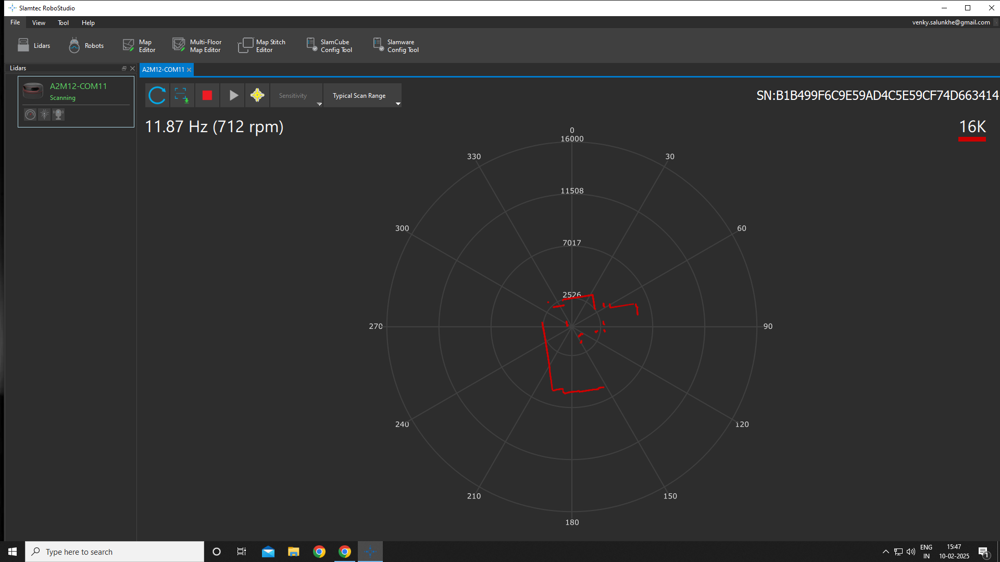 Slamtec RoboStudio
File View Tool Help venky.salunkhe@gmail.com
Lidars
Robots
Map
Editor
Multi-Floor
Map Editor
Map Stitch
Editor
SlamCube
Config Tool
Slamware
Config Tool
Lidars
A2M12-COM11
Scanning
A2M12-COM11
Sensitivity
Typical Scan Range
SN:B1B499F6C9E59AD4C5E59CF74D663414
11.87 Hz (712 rpm)
16K
0
16000
330
30
11508
300
60
7017
2526
270
90
240
120
210
150
180
Type here to search
ENG
IN
15:47
10-02-2025
1